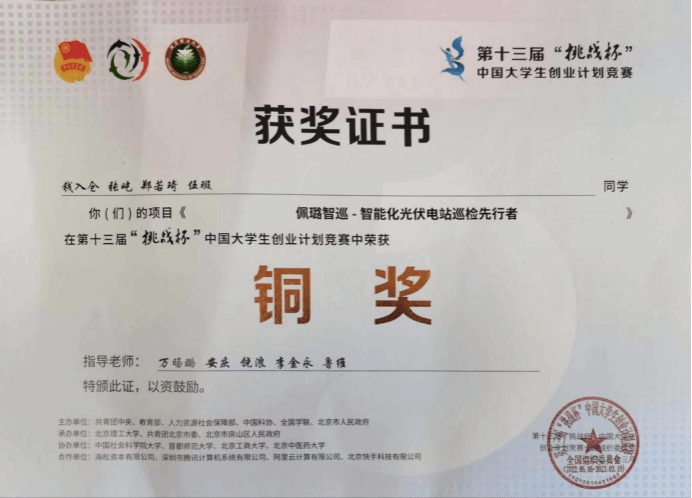 第十三届“挑战杯”
中国大学生创业计划竞赛
获奖证书
钱入仓 张屹 郑若琦 伍暇 同学
你(们)的项目《 佩璐智巡-智能化光伏电站巡检先行者 》
在第十三届“挑战杯”中国大学生创业计划竞赛中荣获
铜 奖
指导老师: 万旸璐 安庆 饶浪 李金永 鲁维
特颁此证,以资鼓励。
主办单位:共青团中央、教育部、人力资源社会保障部、中国科协、全国学联、北京市人民政府
承办单位:北京理工大学、共青团北京市委、北京市房山区人民政府
协办单位:中国社会科学院大学、首都师范大学、北京工商大学、北京中医药大学
合作单位:海松资本有限公司、深圳市腾讯计算机系统有限公司、阿里云计算有限公司、北京快手科技有限公司
全国组织委员会